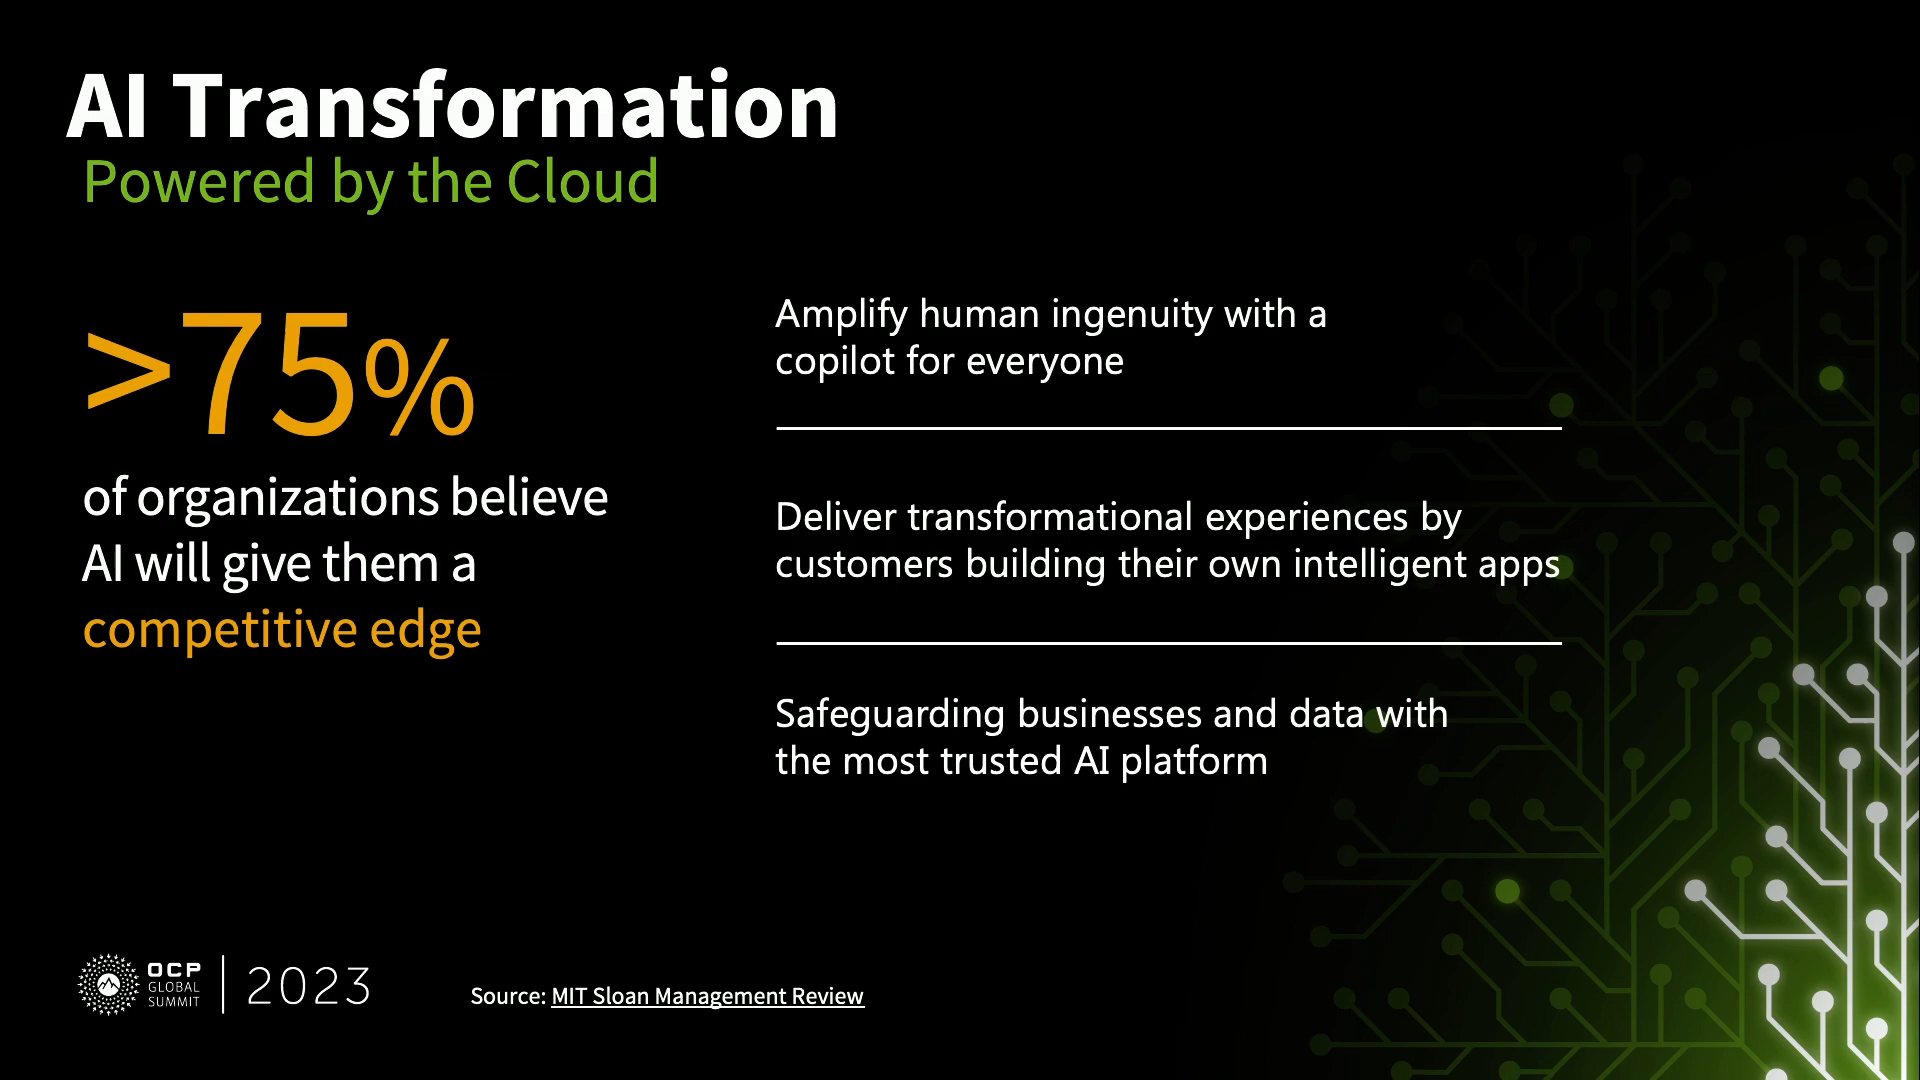 AI Transformation
Powered by the Cloud
>75%
of organizations believe
AI will give them a
competitive edge
Amplify human ingenuity with a
copilot for everyone
Deliver transformational experiences by
customers building their own intelligent apps
Safeguarding businesses and data with
the most trusted AI platform
OCP
GLOBAL
SUMMIT
2023
Source: MIT Sloan Management Review